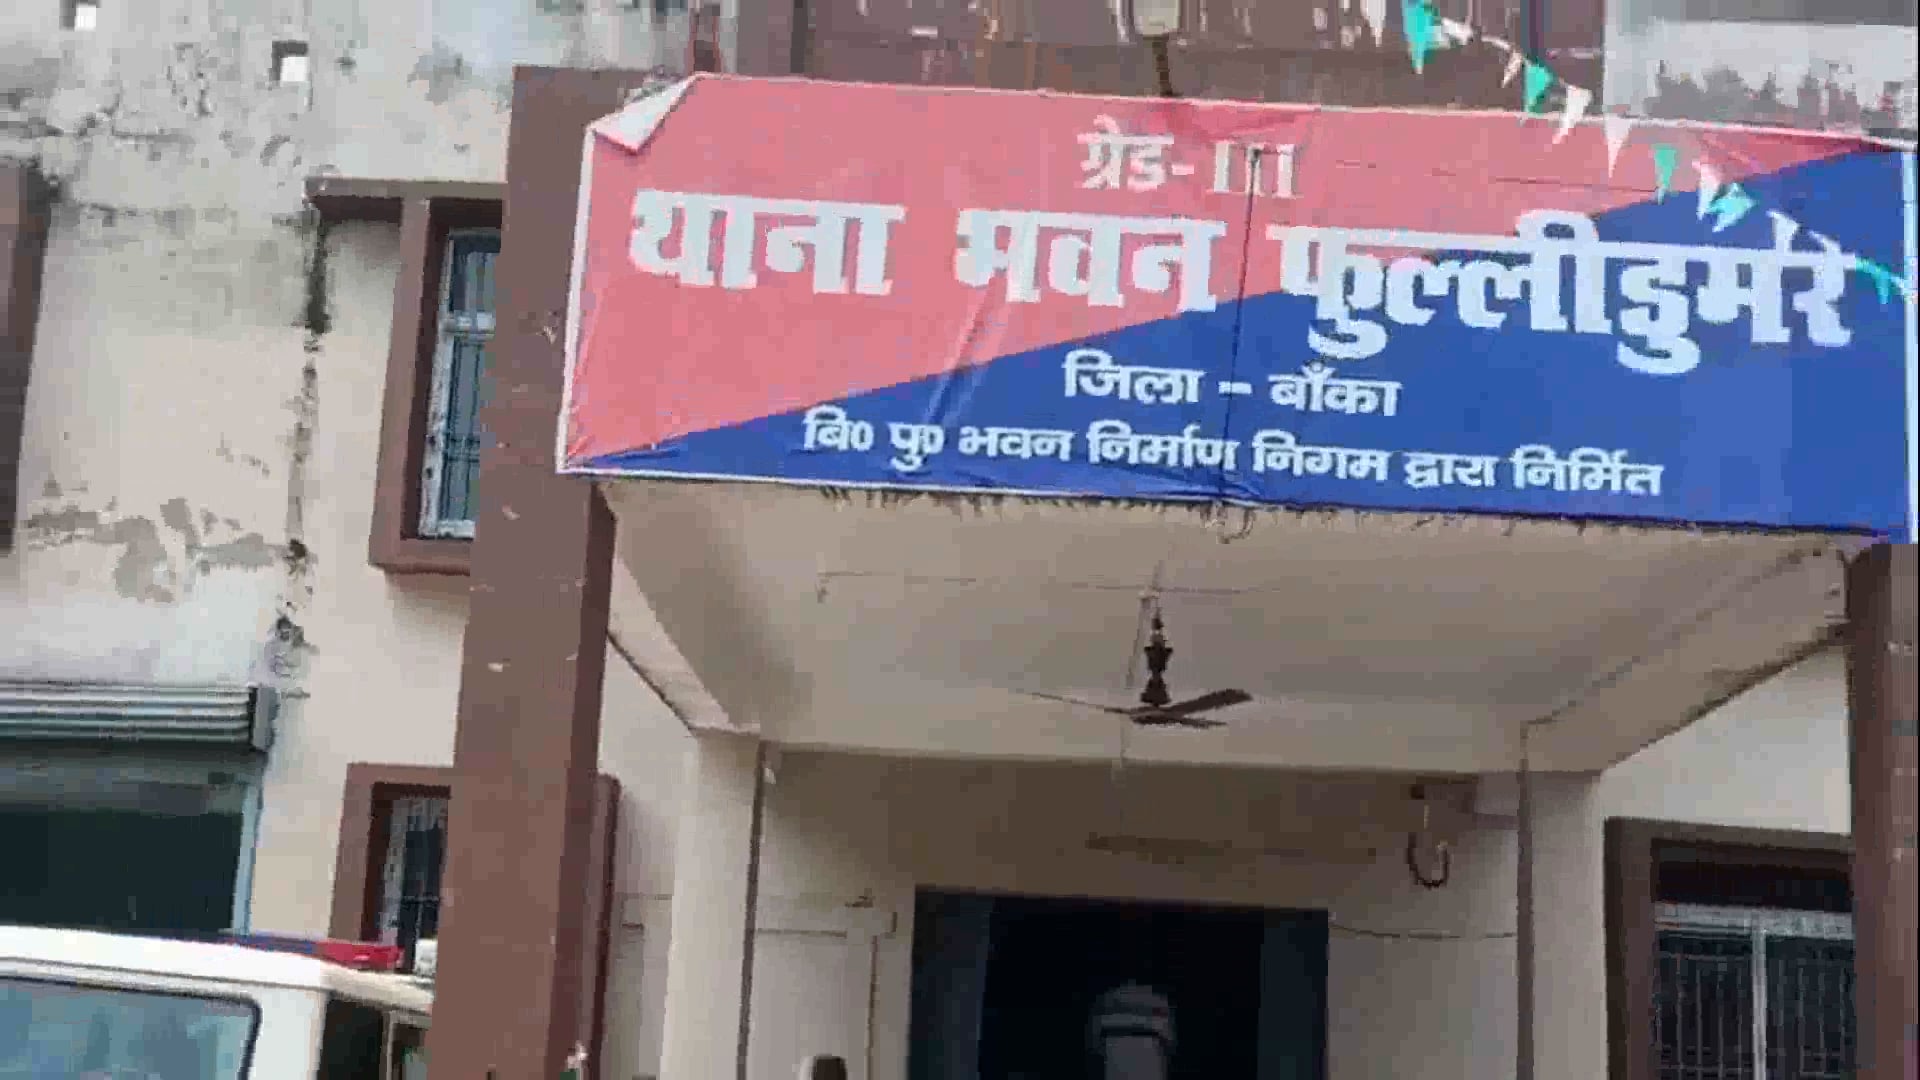 ग्रेड-III
थाना भवन फुल्लीडुमर
जिला - बाँका
बि० पु० भवन निर्माण निगम द्वारा निर्मित